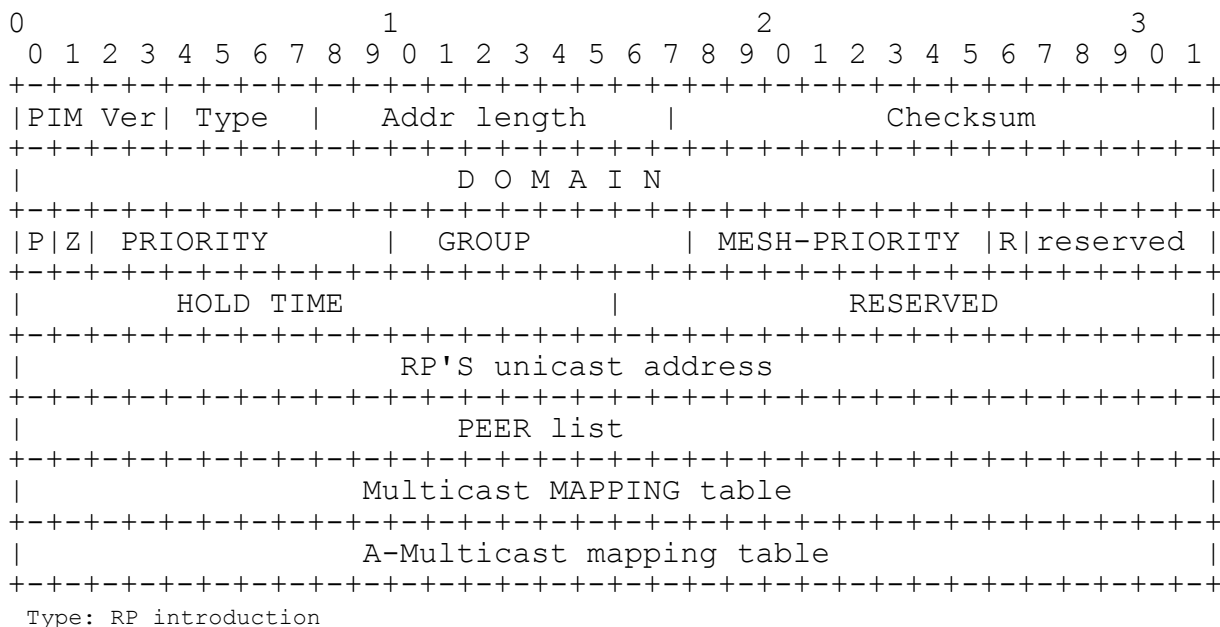 0                   1                   2                   3
 0 1 2 3 4 5 6 7 8 9 0 1 2 3 4 5 6 7 8 9 0 1 2 3 4 5 6 7 8 9 0 1
+-+-+-+-+-+-+-+-+-+-+-+-+-+-+-+-+-+-+-+-+-+-+-+-+-+-+-+-+-+-+-+-+
|PIM Ver| Type  |   Addr length    |           Checksum         |
+-+-+-+-+-+-+-+-+-+-+-+-+-+-+-+-+-+-+-+-+-+-+-+-+-+-+-+-+-+-+-+-+
|                       D O M A I N                             |
+-+-+-+-+-+-+-+-+-+-+-+-+-+-+-+-+-+-+-+-+-+-+-+-+-+-+-+-+-+-+-+-+
|P|Z| PRIORITY      |  GROUP        | MESH-PRIORITY |R|reserved |
+-+-+-+-+-+-+-+-+-+-+-+-+-+-+-+-+-+-+-+-+-+-+-+-+-+-+-+-+-+-+-+-+
|        HOLD TIME              |            RESERVED           |
+-+-+-+-+-+-+-+-+-+-+-+-+-+-+-+-+-+-+-+-+-+-+-+-+-+-+-+-+-+-+-+-+
|                    RP'S unicast address                       |
+-+-+-+-+-+-+-+-+-+-+-+-+-+-+-+-+-+-+-+-+-+-+-+-+-+-+-+-+-+-+-+-+
|                       PEER list                               |
+-+-+-+-+-+-+-+-+-+-+-+-+-+-+-+-+-+-+-+-+-+-+-+-+-+-+-+-+-+-+-+-+
|                  Multicast MAPPING table                      |
+-+-+-+-+-+-+-+-+-+-+-+-+-+-+-+-+-+-+-+-+-+-+-+-+-+-+-+-+-+-+-+-+
|                  A-Multicast mapping table                    |
+-+-+-+-+-+-+-+-+-+-+-+-+-+-+-+-+-+-+-+-+-+-+-+-+-+-+-+-+-+-+-+-+
Type: RP introduction